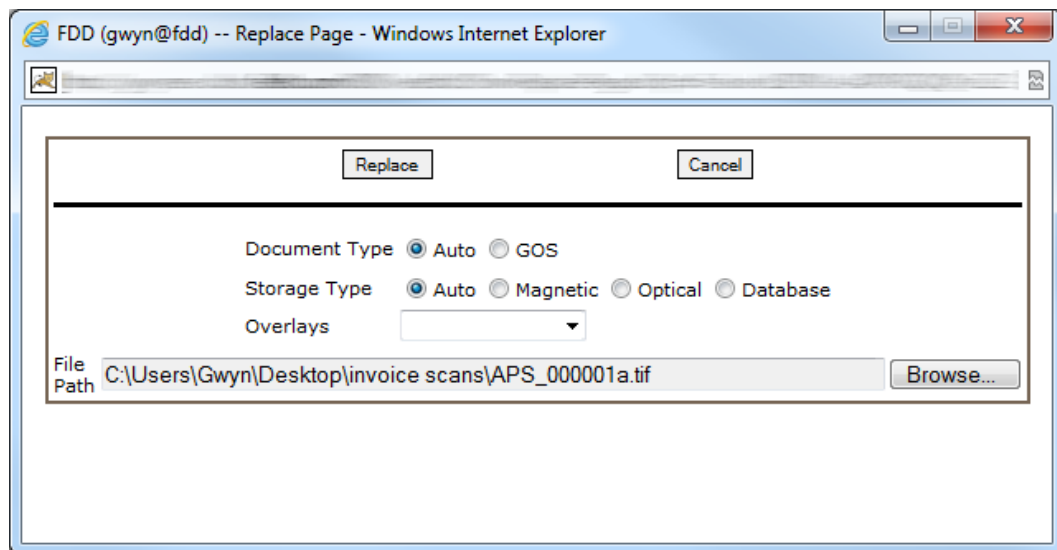 FDD (gwyn@fdd) -- Replace Page - Windows Internet Explorer
Replace Cancel
Document Type Auto GOS
Storage Type Auto Magnetic Optical Database
Overlays
File
Path C:\Users\Gwyn\Desktop\invoice scans\APS_000001a.tif Browse...